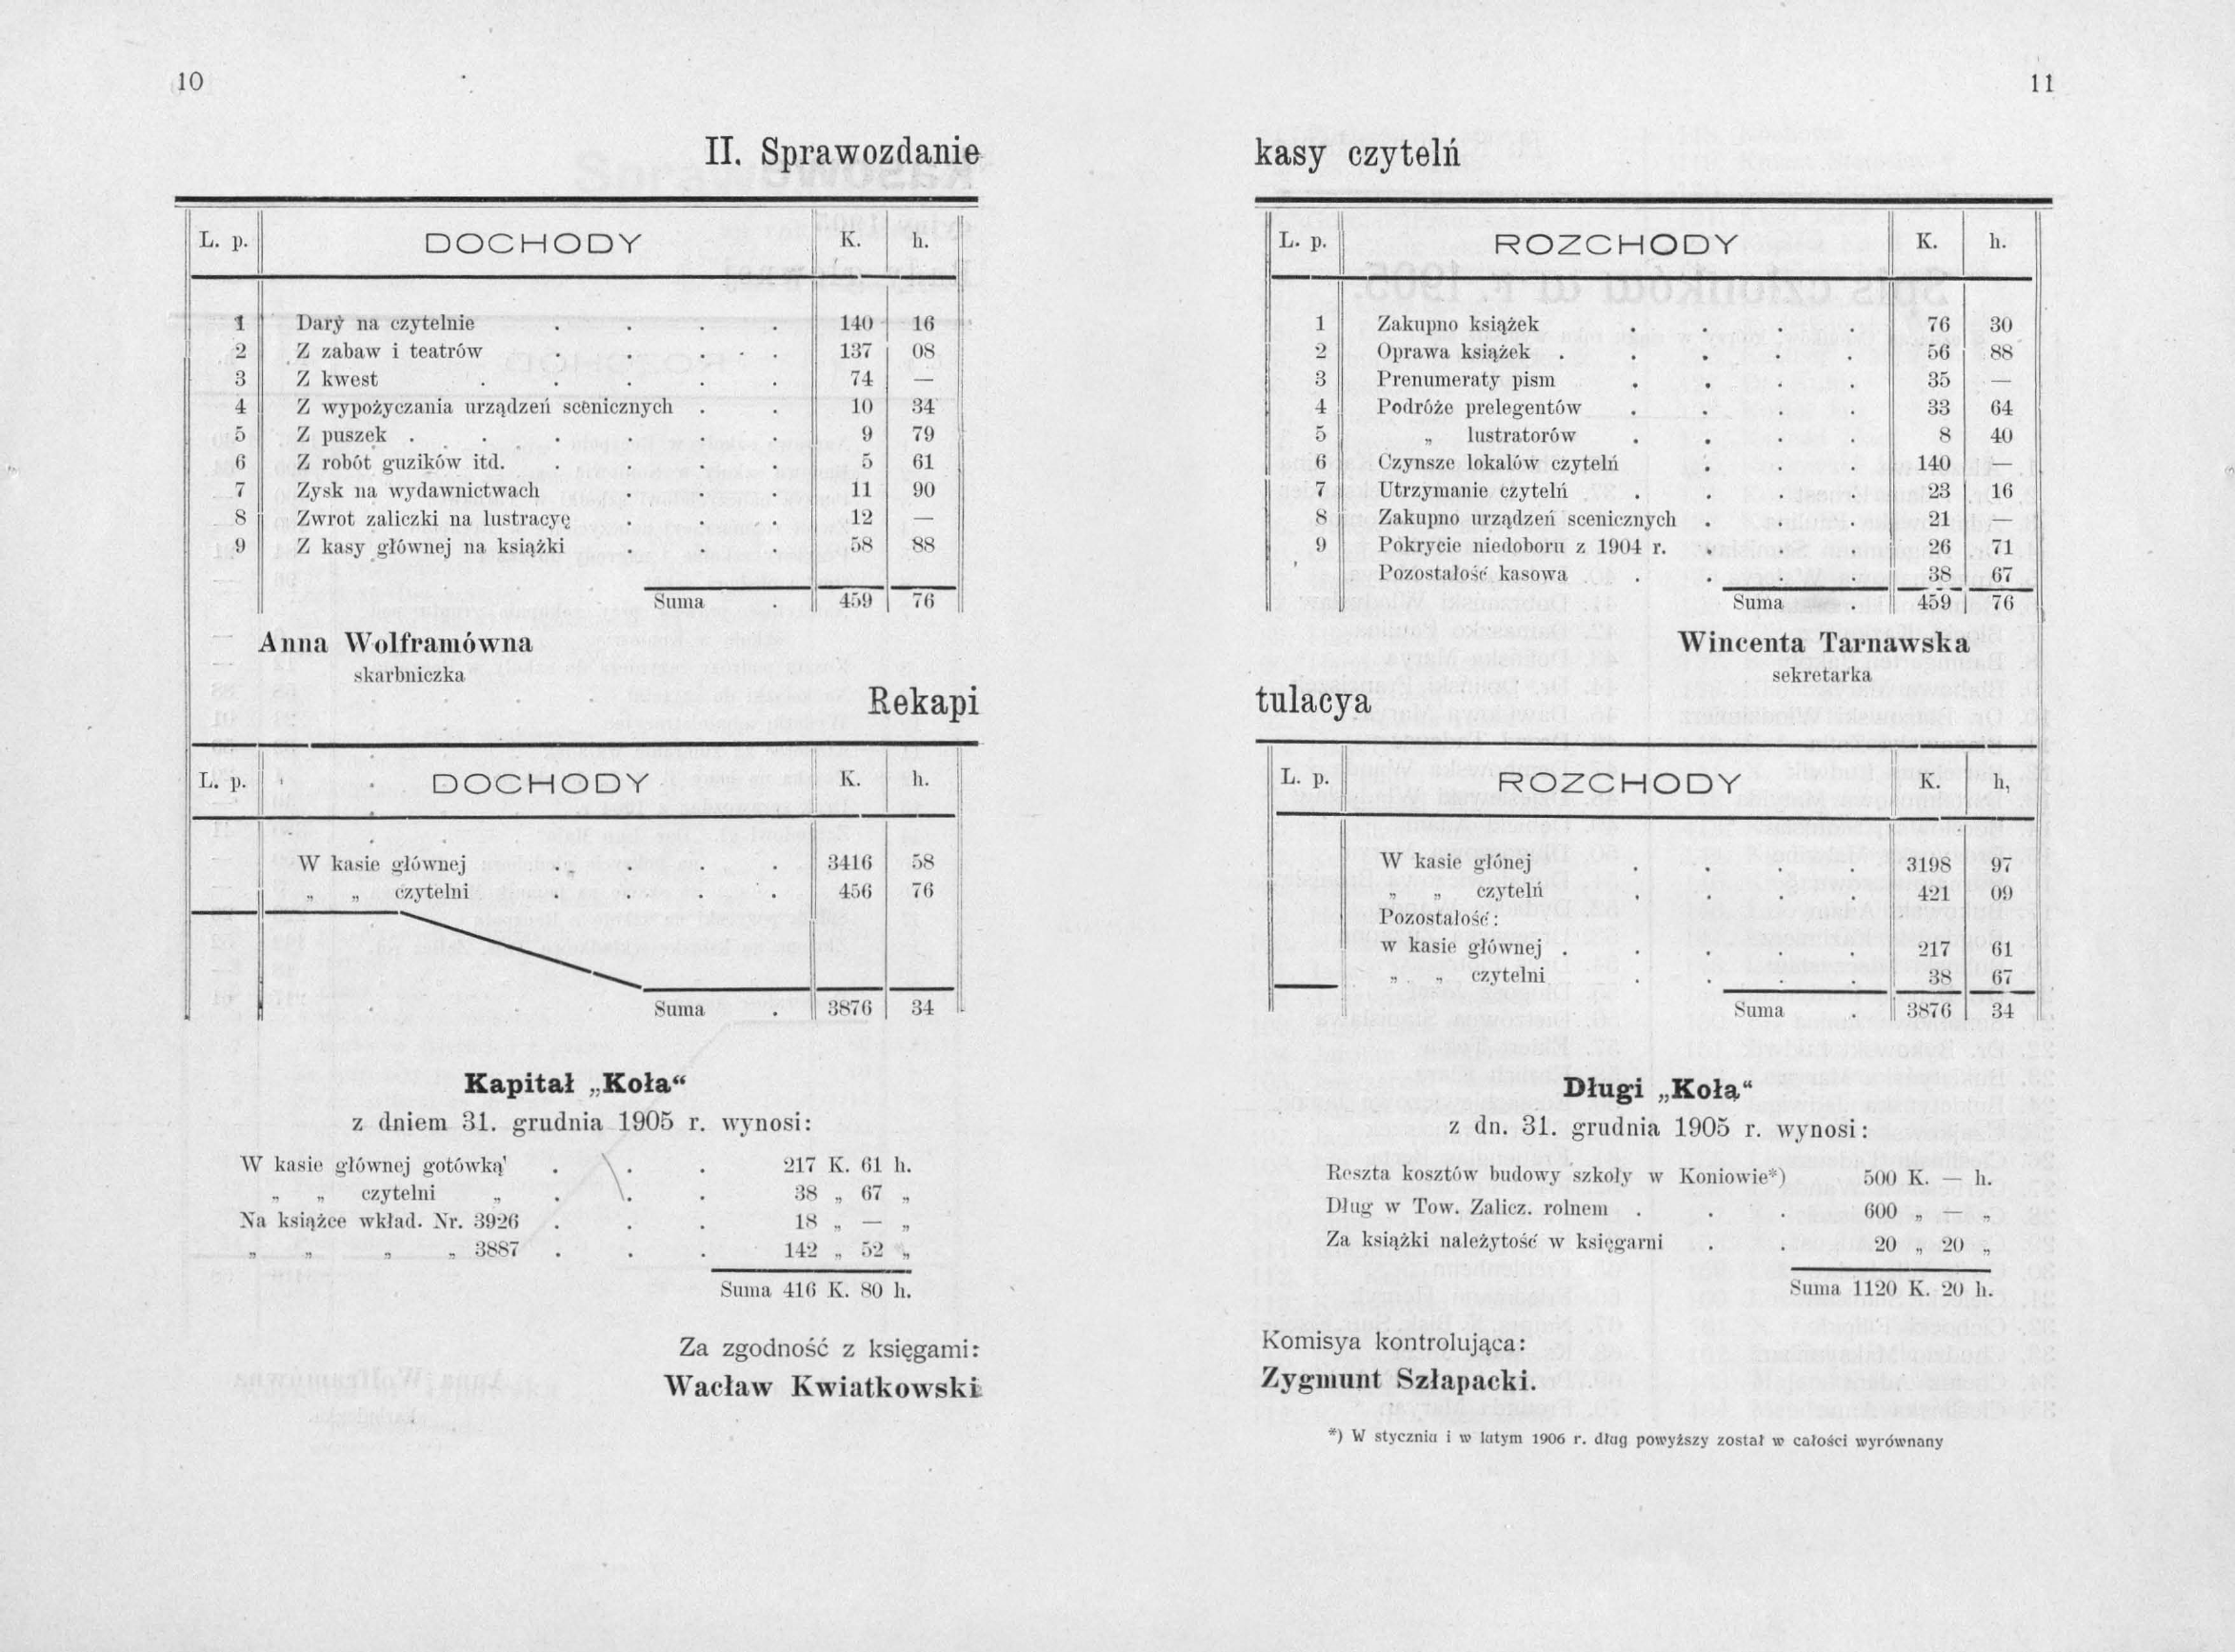 10
II. Sprawozdanie
L. p. DOCHODY K. h.
1 Dary na czytelnie . . . . 140 16
2 Z zabaw i teatrów . . . . 137 08
3 Z kwest . . . . . 74 —
4 Z wypożyczania urządzeń scenicznych . . 10 34
5 Z puszek . . . . . . 9 79
6 Z robót guzików itd. . . . . 5 61
7 Zysk na wydawnictwach . . . 11 90
8 Zwrot zaliczki na lustracyę . . . 12 —
9 Z kasy głównej na książki . . . 58 88
Suma . 459 76
Anna Wolframówna
skarbniczka
Rekapi
L. p. DOCHODY K. h.
W kasie głównej . . . . 3416 58
„ „ czytelni . . . . 456 76
Suma . 3876 34
Kapitał „Koła“
z dniem 31. grudnia 1905 r. wynosi:
W kasie głównej gotówką . . . 217 K. 61 h.
„ „ czytelni „ . . . 38 „ 67 „
Na książce wkład. Nr. 3926 . . . 18 „ — „
„ „ „ „ 3887 . . . 142 „ 52 „
Suma 416 K. 80 h.
Za zgodność z księgami:
Wacław Kwiatkowski
11
kasy czytelń
L. p. ROZCHODY K. h.
1 Zakupno książek . . . . 76 30
2 Oprawa książek . . . . . 56 88
3 Prenumeraty pism . . . . 35 —
4 Podróże prelegentów . . . . 33 64
5 „ lustratorów . . . . 8 40
6 Czynsze lokalów czytelń . . . 140 —
7 Utrzymanie czytelń . . . . 23 16
8 Zakupno urządzeń scenicznych . . . 21 —
9 Pokrycie niedoboru z 1904 r. . . . 26 71
Pozostałość kasowa . . . . 38 67
Suma . 459 76
Wincenta Tarnawska
sekretarka
tulacya
L. p. ROZCHODY K. h,
W kasie głónej . . . . 3198 97
„ „ czytelń . . . . 421 09
Pozostałość:
w kasie głównej . . . . . 217 61
„ „ czytelni . . . . 38 67
Suma . 3876 34
Długi „Koła“
z dn. 31. grudnia 1905 r. wynosi:
Reszta kosztów budowy szkoły w Koniowie*) 500 K. — h.
Dług w Tow. Zalicz. rolnem . . . 600 „ — „
Za książki należytość w księgarni . . 20 „ 20 „
Suma 1120 K. 20 h.
Komisya kontrolująca:
Zygmunt Szłapacki.
*) W styczniu i w lutym 1906 r. dług powyższy został w całości wyrównany